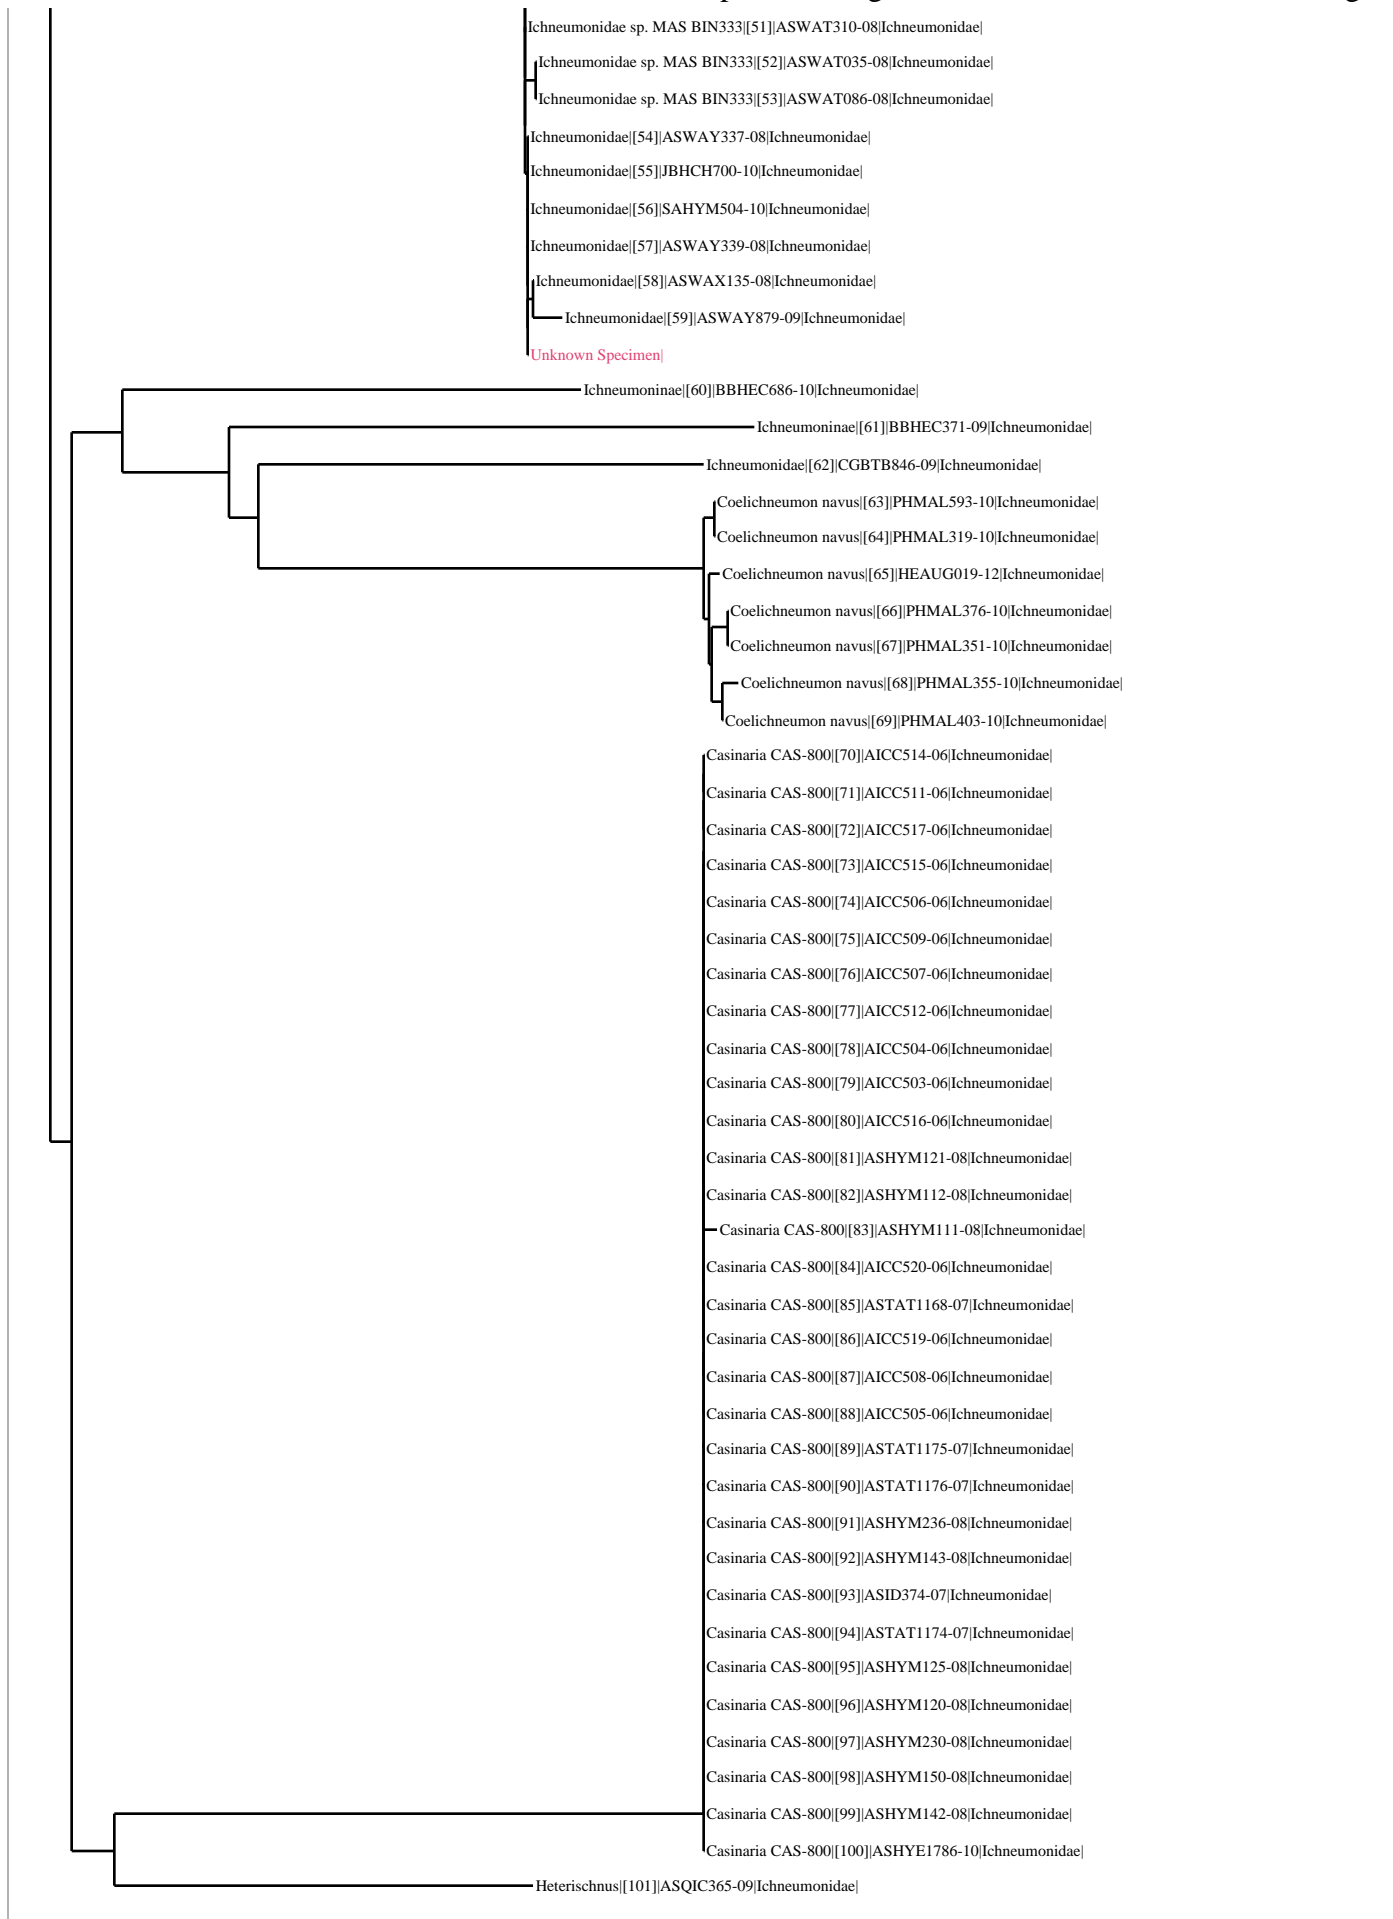 Ichneumonidae sp. MAS BIN333|[51]|ASWAT310-08|Ichneumonidae|
Ichneumonidae sp. MAS BIN333|[52]|ASWAT035-08|Ichneumonidae|
Ichneumonidae sp. MAS BIN333|[53]|ASWAT086-08|Ichneumonidae|
Ichneumonidae|[54]|ASWAY337-08|Ichneumonidae|
Ichneumonidae|[55]|JBHCH700-10|Ichneumonidae|
Ichneumonidae|[56]|SAHYM504-10|Ichneumonidae|
Ichneumonidae|[57]|ASWAY339-08|Ichneumonidae|
Ichneumonidae|[58]|ASWAX135-08|Ichneumonidae|
Ichneumonidae|[59]|ASWAY879-09|Ichneumonidae|
Unknown Specimen|
Ichneumoninae|[60]|BBHEC686-10|Ichneumonidae|
Ichneumoninae|[61]|BBHEC371-09|Ichneumonidae|
Ichneumonidae|[62]|CGBTB846-09|Ichneumonidae|
Coelichneumon navus|[63]|PHMAL593-10|Ichneumonidae|
Coelichneumon navus|[64]|PHMAL319-10|Ichneumonidae|
Coelichneumon navus|[65]|HEAUG019-12|Ichneumonidae|
Coelichneumon navus|[66]|PHMAL376-10|Ichneumonidae|
Coelichneumon navus|[67]|PHMAL351-10|Ichneumonidae|
Coelichneumon navus|[68]|PHMAL355-10|Ichneumonidae|
Coelichneumon navus|[69]|PHMAL403-10|Ichneumonidae|
Casinaria CAS-800|[70]|AICC514-06|Ichneumonidae|
Casinaria CAS-800|[71]|AICC511-06|Ichneumonidae|
Casinaria CAS-800|[72]|AICC517-06|Ichneumonidae|
Casinaria CAS-800|[73]|AICC515-06|Ichneumonidae|
Casinaria CAS-800|[74]|AICC506-06|Ichneumonidae|
Casinaria CAS-800|[75]|AICC509-06|Ichneumonidae|
Casinaria CAS-800|[76]|AICC507-06|Ichneumonidae|
Casinaria CAS-800|[77]|AICC512-06|Ichneumonidae|
Casinaria CAS-800|[78]|AICC504-06|Ichneumonidae|
Casinaria CAS-800|[79]|AICC503-06|Ichneumonidae|
Casinaria CAS-800|[80]|AICC516-06|Ichneumonidae|
Casinaria CAS-800|[81]|ASHYM121-08|Ichneumonidae|
Casinaria CAS-800|[82]|ASHYM112-08|Ichneumonidae|
Casinaria CAS-800|[83]|ASHYM111-08|Ichneumonidae|
Casinaria CAS-800|[84]|AICC520-06|Ichneumonidae|
Casinaria CAS-800|[85]|ASTAT1168-07|Ichneumonidae|
Casinaria CAS-800|[86]|AICC519-06|Ichneumonidae|
Casinaria CAS-800|[87]|AICC508-06|Ichneumonidae|
Casinaria CAS-800|[88]|AICC505-06|Ichneumonidae|
Casinaria CAS-800|[89]|ASTAT1175-07|Ichneumonidae|
Casinaria CAS-800|[90]|ASTAT1176-07|Ichneumonidae|
Casinaria CAS-800|[91]|ASHYM236-08|Ichneumonidae|
Casinaria CAS-800|[92]|ASHYM143-08|Ichneumonidae|
Casinaria CAS-800|[93]|ASID374-07|Ichneumonidae|
Casinaria CAS-800|[94]|ASTAT1174-07|Ichneumonidae|
Casinaria CAS-800|[95]|ASHYM125-08|Ichneumonidae|
Casinaria CAS-800|[96]|ASHYM120-08|Ichneumonidae|
Casinaria CAS-800|[97]|ASHYM230-08|Ichneumonidae|
Casinaria CAS-800|[98]|ASHYM150-08|Ichneumonidae|
Casinaria CAS-800|[99]|ASHYM142-08|Ichneumonidae|
Casinaria CAS-800|[100]|ASHYE1786-10|Ichneumonidae|
Heterischnus|[101]|ASQIC365-09|Ichneumonidae|